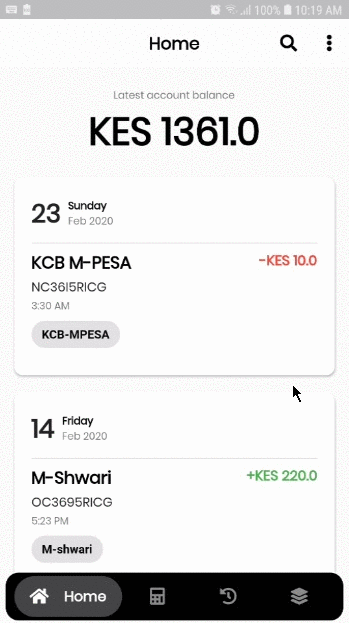 100% 10:19 AM
Home
Latest account balance
KES 1361.0
23 Sunday
Feb 2020
KCB M-PESA -KES 10.0
NC36I5RICG
3:30 AM
KCB-MPESA
14 Friday
Feb 2020
M-Shwari +KES 220.0
OC3695RICG
5:23 PM
M-shwari
Home